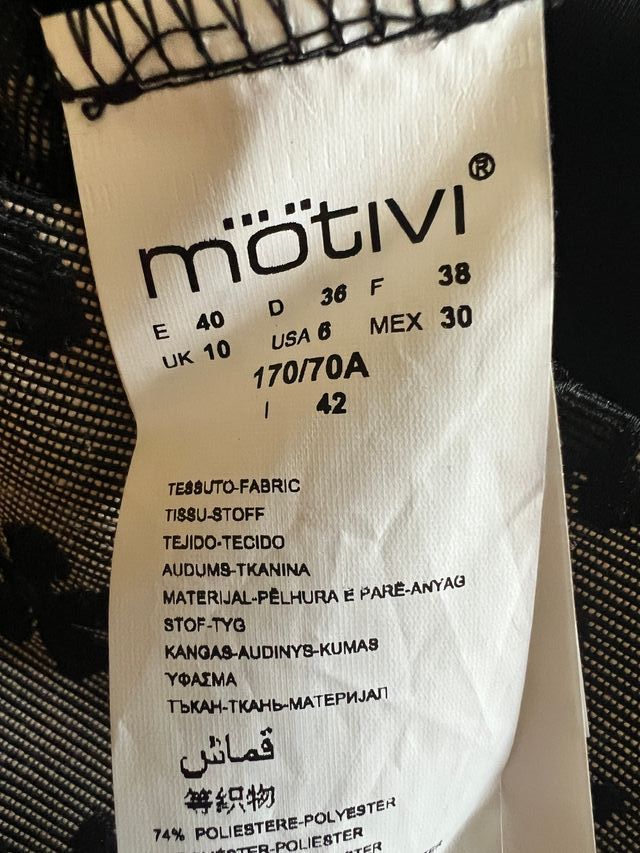 mötivi®
E 40 D 36 F 38
UK 10 USA 6 MEX 30
170/70A
I 42
TESSUTO-FABRIC
TISSU-STOFF
TEJIDO-TECIDO
AUDUMS-TKANINA
MATERIJAL-PËLHURA E PARË-ANYAG
STOF-TYG
KANGAS-AUDINYS-KUMAS
ΥΦΑΣΜΑ
ТЪКАН-ТКАНЬ-МАТЕРИЈАЛ
قماش
织物
74% POLIESTERE-POLYESTER